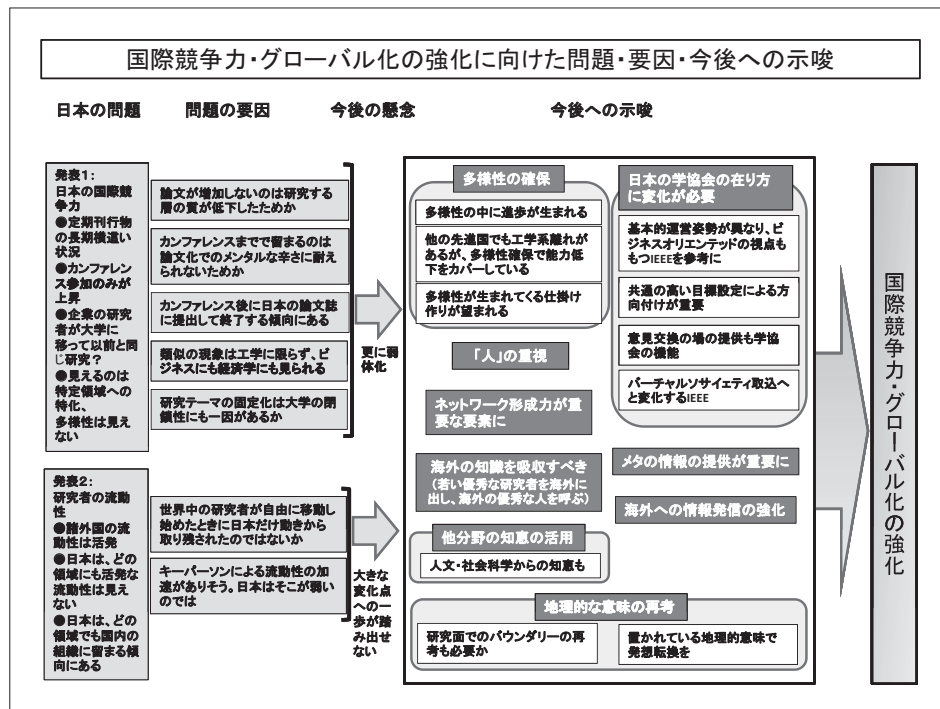 国際競争力・グローバル化の強化に向けた問題・要因・今後への示唆
日本の問題
問題の要因
今後の懸念
今後への示唆
発表1:
日本の国際競
争力
●定期刊行物
の長期横這い
状況
●カンファレン
ス参加のみが
上昇
●企業の研究
者が大学に
移って以前と同
じ研究？
●見えるのは
特定領域への
特化、
多様性は見え
ない
論文が増加しないのは研究する
層の質が低下したためか
カンファレンスまでで留まるのは
論文化でのメンタルな辛さに耐え
られないためか
カンファレンス後に日本の論文誌
に提出して終了する傾向にある
類似の現象は工学に限らず、ビ
ジネスにも経済学にも見られる
研究テーマの固定化は大学の閉
鎖性にも一因があるか
更に弱
体化
発表2:
研究者の流動
性
●諸外国の流
動性は活発
●日本は、どの
領域にも活発な
流動性は見え
ない
●日本は、どの
領域でも国内の
組織に留まる傾
向にある
世界中の研究者が自由に移動し
始めたときに日本だけ動きから
取り残されたのではないか
キーパーソンによる流動性の加
速がありそう。日本はそこが弱い
のでは
大きな
変化点
への一
歩が踏
み出せ
ない
多様性の確保
多様性の中に進歩が生まれる
他の先進国でも工学系離れ
があるが、多様性確保で能力低
下をカバーしている
多様性が生まれてくる仕掛け
作りが望まれる
「人」の重視
ネットワーク形成力が重
要な要素に
海外の知識を吸収すべき
（若い優秀な研究者を海外に
出し、海外の優秀な人を呼ぶ）
他分野の知恵の活用
人文・社会科学からの知恵も
日本の学協会の在り方
に変化が必要
基本的運営姿勢が異なり、ビ
ジネスオリエンテッドの視点も
もつIEEEを参考に
共通の高い目標設定による方
向付けが重要
意見交換の場の提供も学協
会の機能
バーチャルソサイェティ取込へ
と変化するIEEE
メタの情報の提供が重要に
海外への情報発信の強化
地理的な意味の再考
研究面でのバウンダリーの再
考も必要か
置かれている地理的意味で
発想転換を
国際競争力・グローバル化の強化